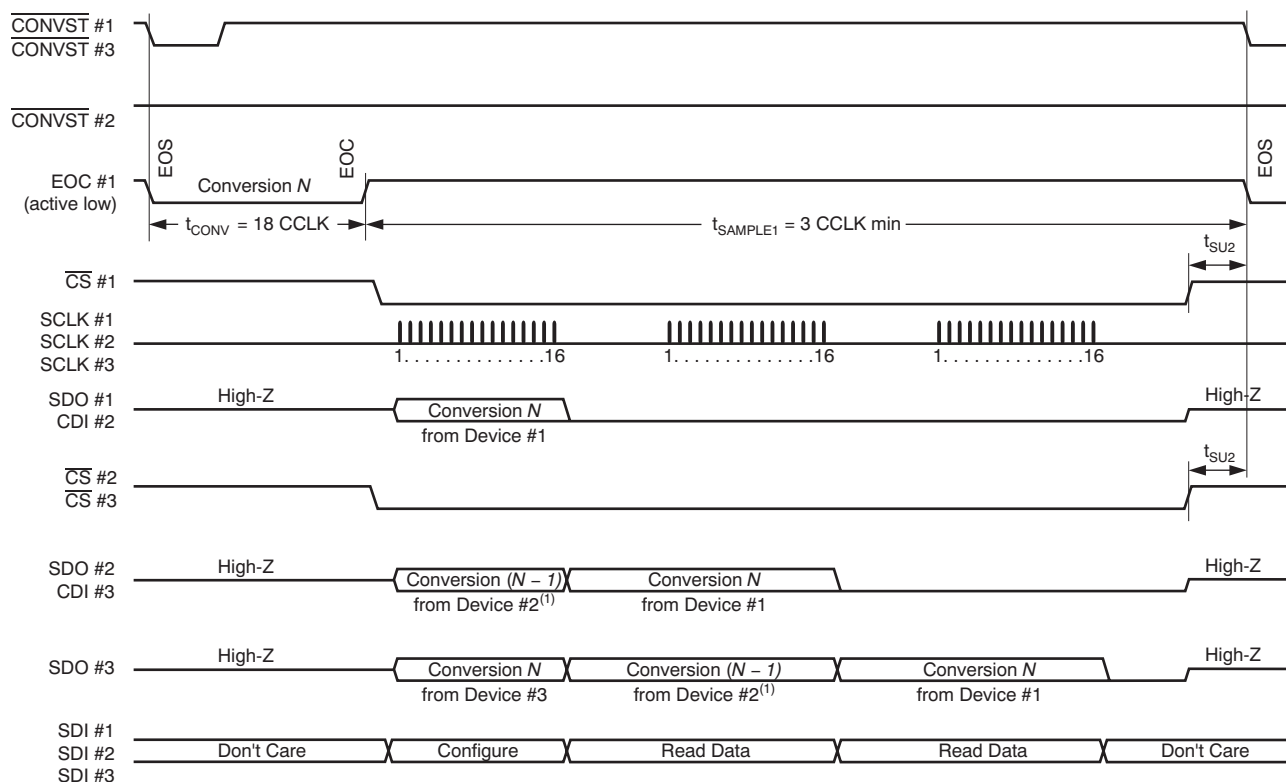 CONVST #1
CONVST #3
CONVST #2
EOS
EOC
EOS
EOC #1
(active low)
Conversion N
tCONV = 18 CCLK
tSAMPLE1 = 3 CCLK min
tSU2
CS #1
SCLK #1
SCLK #2
SCLK #3
1. . . . . . . . . . . . . .16
1. . . . . . . . . . . . . .16
1. . . . . . . . . . . . . .16
SDO #1
CDI #2
High-Z
Conversion N
from Device #1
High-Z
tSU2
CS #2
CS #3
SDO #2
CDI #3
High-Z
Conversion (N – 1)
from Device #2(1)
Conversion N
from Device #1
High-Z
SDO #3
High-Z
Conversion N
from Device #3
Conversion (N – 1)
from Device #2(1)
Conversion N
from Device #1
High-Z
SDI #1
SDI #2
SDI #3
Don't Care
Configure
Read Data
Read Data
Don't Care